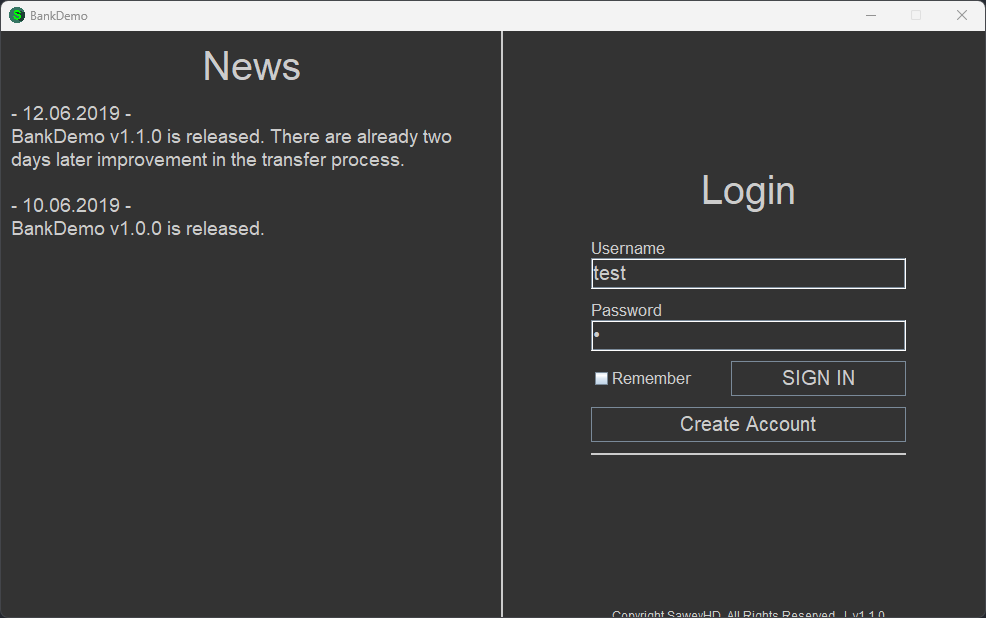 BankDemo
News
- 12.06.2019 -
BankDemo v1.1.0 is released. There are already two
days later improvement in the transfer process.
- 10.06.2019 -
BankDemo v1.0.0 is released.
Login
Username
test
Password
Remember
SIGN IN
Create Account
Copyright SaweyHD. All Rights Reserved. | v1.1.0